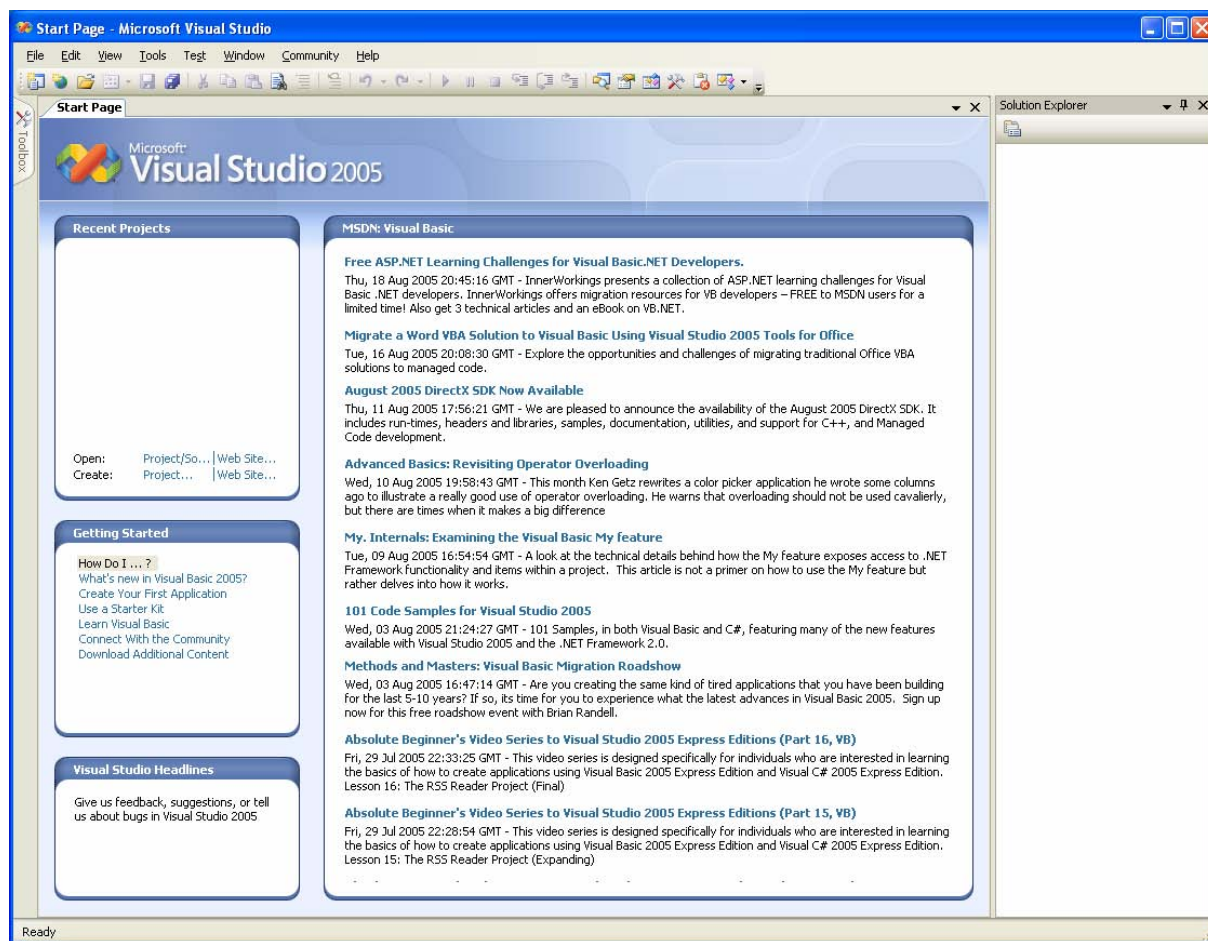 Start Page - Microsoft Visual Studio
File Edit View Tools Test Window Community Help
Toolbox
Start Page
Microsoft
Visual Studio 2005
Recent Projects
Open: Project/So... Web Site...
Create: Project... Web Site...
Getting Started
How Do I ... ?
What's new in Visual Basic 2005?
Create Your First Application
Use a Starter Kit
Learn Visual Basic
Connect With the Community
Download Additional Content
Visual Studio Headlines
Give us feedback, suggestions, or tell
us about bugs in Visual Studio 2005
MSDN: Visual Basic
Free ASP.NET Learning Challenges for Visual Basic.NET Developers.
Thu, 18 Aug 2005 20:45:16 GMT - InnerWorkings presents a collection of ASP.NET learning challenges for Visual
Basic .NET developers. InnerWorkings offers migration resources for VB developers – FREE to MSDN users for a
limited time! Also get 3 technical articles and an eBook on VB.NET.
Migrate a Word VBA Solution to Visual Basic Using Visual Studio 2005 Tools for Office
Tue, 16 Aug 2005 20:08:30 GMT - Explore the opportunities and challenges of migrating traditional Office VBA
solutions to managed code.
August 2005 DirectX SDK Now Available
Thu, 11 Aug 2005 17:56:21 GMT - We are pleased to announce the availability of the August 2005 DirectX SDK. It
includes run-times, headers and libraries, samples, documentation, utilities, and support for C++, and Managed
Code development.
Advanced Basics: Revisiting Operator Overloading
Wed, 10 Aug 2005 19:58:43 GMT - This month Ken Getz rewrites a color picker application he wrote some columns
ago to illustrate a really good use of operator overloading. He warns that overloading should not be used cavalierly,
but there are times when it makes a big difference
My. Internals: Examining the Visual Basic My feature
Tue, 09 Aug 2005 16:54:54 GMT - A look at the technical details behind how the My feature exposes access to .NET
Framework functionality and items within a project. This article is not a primer on how to use the My feature but
rather delves into how it works.
101 Code Samples for Visual Studio 2005
Wed, 03 Aug 2005 21:24:27 GMT - 101 Samples, in both Visual Basic and C#, featuring many of the new features
available with Visual Studio 2005 and the .NET Framework 2.0.
Methods and Masters: Visual Basic Migration Roadshow
Wed, 03 Aug 2005 16:47:14 GMT - Are you creating the same kind of tired applications that you have been building
for the last 5-10 years? If so, its time for you to experience what the latest advances in Visual Basic 2005. Sign up
now for this free roadshow event with Brian Randell.
Absolute Beginner's Video Series to Visual Studio 2005 Express Editions (Part 16, VB)
Fri, 29 Jul 2005 22:33:25 GMT - This video series is designed specifically for individuals who are interested in learning
the basics of how to create applications using Visual Basic 2005 Express Edition and Visual C# 2005 Express Edition.
Lesson 16: The RSS Reader Project (Final)
Absolute Beginner's Video Series to Visual Studio 2005 Express Editions (Part 15, VB)
Fri, 29 Jul 2005 22:28:54 GMT - This video series is designed specifically for individuals who are interested in learning
the basics of how to create applications using Visual Basic 2005 Express Edition and Visual C# 2005 Express Edition.
Lesson 15: The RSS Reader Project (Expanding)
Solution Explorer
Ready